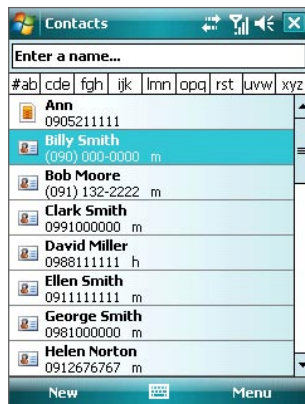 Contacts
Enter a name...
#ab cde fgh ijk lmn opq rst uvw xyz
Ann
0905211111
Billy Smith
(090) 000-0000 m
Bob Moore
(091) 132-2222 m
Clark Smith
0991000000 m
David Miller
0988111111 h
Ellen Smith
0911111111 m
George Smith
0981000000 m
Helen Norton
0912676767 m
New Menu